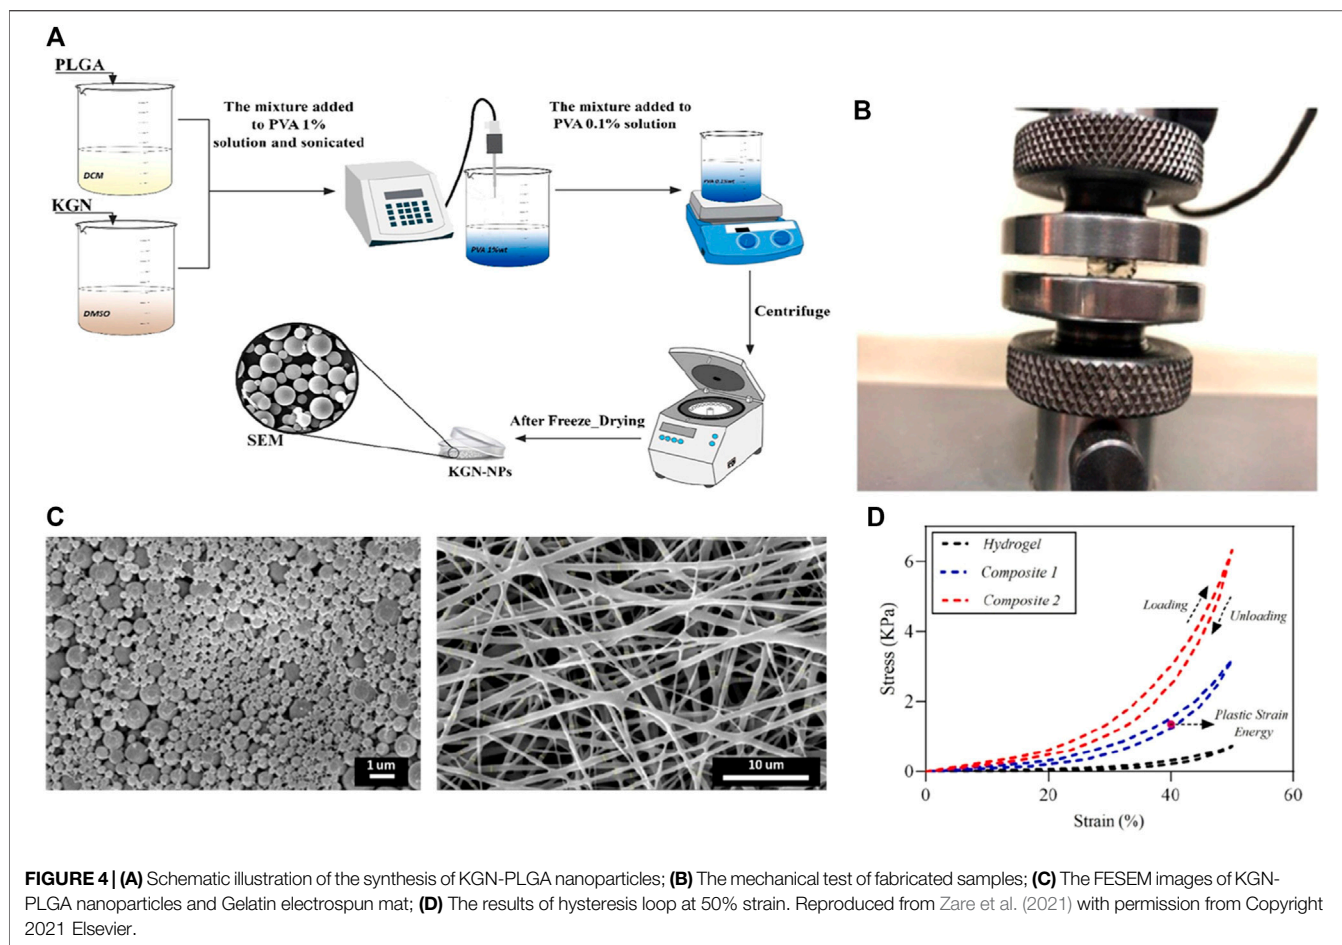 A
PLGA
DCM
KGN
DMSO
The mixture added
to PVA 1%
solution and sonicated
PVA 1%wt
The mixture added to
PVA 0.1% solution
PVA 0.1%wt
Centrifuge
After Freeze_Drying
KGN-NPs
SEM
B
C
1 um
10 um
D
Hydrogel
Composite 1
Composite 2
Loading
Unloading
Plastic Strain
Energy
Stress (KPa)
6
4
2
0
0
20
40
60
Strain (%)
FIGURE 4 | (A) Schematic illustration of the synthesis of KGN-PLGA nanoparticles; (B) The mechanical test of fabricated samples; (C) The FESEM images of KGN-
PLGA nanoparticles and Gelatin electrospun mat; (D) The results of hysteresis loop at 50% strain. Reproduced from Zare et al. (2021) with permission from Copyright
2021 Elsevier.